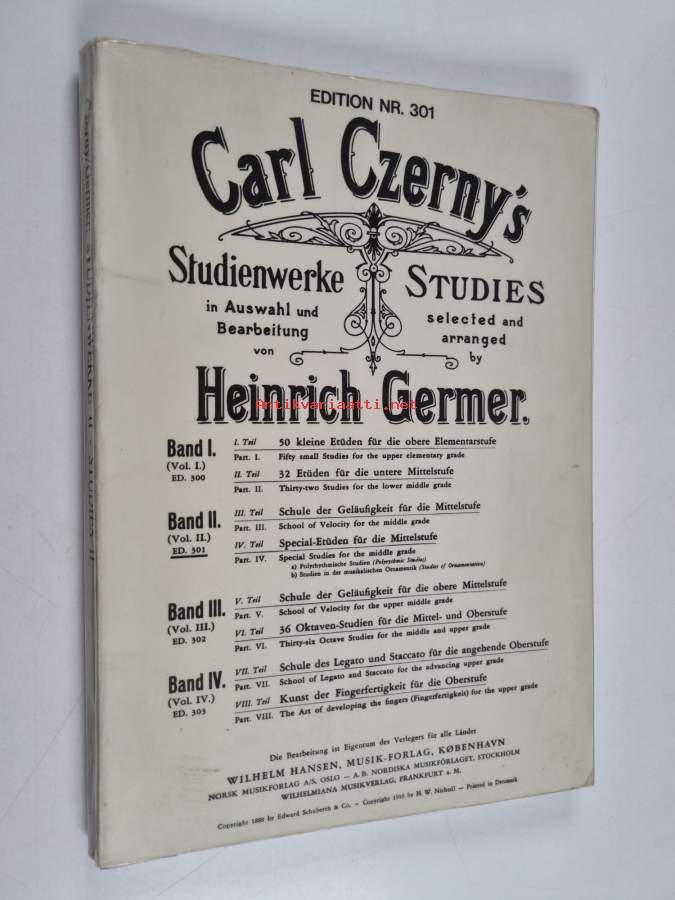 EDITION NR. 301
Carl Czerny's
Studienwerke
in Auswahl und
Bearbeitung
von
STUDIES
selected and
arranged
by
Heinrich Germer.
Antikvariaatti.net
Band I.
(Vol. I.)
ED. 300
I. Teil 50 kleine Etüden für die obere Elementarstufe
Part. I. Fifty small Studies for the upper elementary grade
II. Teil 32 Etüden für die untere Mittelstufe
Part. II. Thirty-two Studies for the lower middle grade
Band II.
(Vol. II.)
ED. 301
III. Teil Schule der Geläufigkeit für die Mittelstufe
Part. III. School of Velocity for the middle grade
IV. Teil Special-Etüden für die Mittelstufe
Part. IV. Special Studies for the middle grade
a) Polyrhythmische Studien (Polyrythmic Studies)
b) Studien in der musikalischen Ornamentik (Studies of Ornamentation)
Band III.
(Vol. III.)
ED. 302
V. Teil Schule der Geläufigkeit für die obere Mittelstufe
Part. V. School of Velocity for the upper middle grade
VI. Teil 36 Oktaven-Studien für die Mittel- und Oberstufe
Part. VI. Thirty-six Octave Studies for the middle and upper grade
Band IV.
(Vol. IV.)
ED. 303
VII. Teil Schule des Legato und Staccato für die angehende Oberstufe
Part. VII. School of Legato and Staccato for the advancing upper grade
VIII. Teil Kunst der Fingerfertigkeit für die Oberstufe
Part. VIII. The Art of developing the fingers (Fingerfertigkeit) for the upper grade
Die Bearbeitung ist Eigentum des Verlegers für alle Länder
WILHELM HANSEN, MUSIK-FORLAG, KØBENHAVN
NORSK MUSIKFORLAG A/S, OSLO — A. B. NORDISKA MUSIKFÖRLAGET, STOCKHOLM
WILHELMIANA MUSIKVERLAG, FRANKFURT a. M.
Copyright 1888 by Edward Schuberth & Co. - Copyright 1916 by H. W. Nicholl - Printed in Denmark
Czerny/Germer: STUDIENWERKE II - STUDIES II